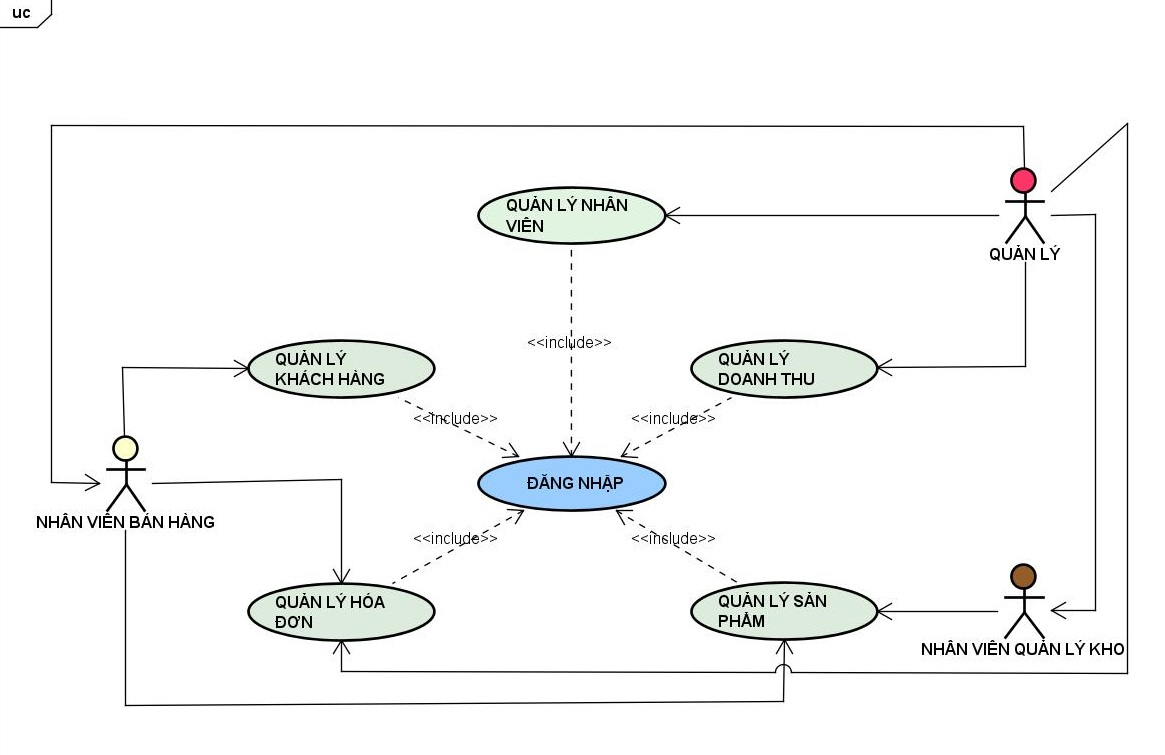 uc
QUẢN LÝ NHÂN
VIÊN
QUẢN LÝ
<<include>>
QUẢN LÝ
KHÁCH HÀNG
QUẢN LÝ
DOANH THU
<<include>>
<<include>>
ĐĂNG NHẬP
NHÂN VIÊN BÁN HÀNG
<<include>>
<<include>>
QUẢN LÝ HÓA
ĐƠN
QUẢN LÝ SẢN
PHẨM
NHÂN VIÊN QUẢN LÝ KHO